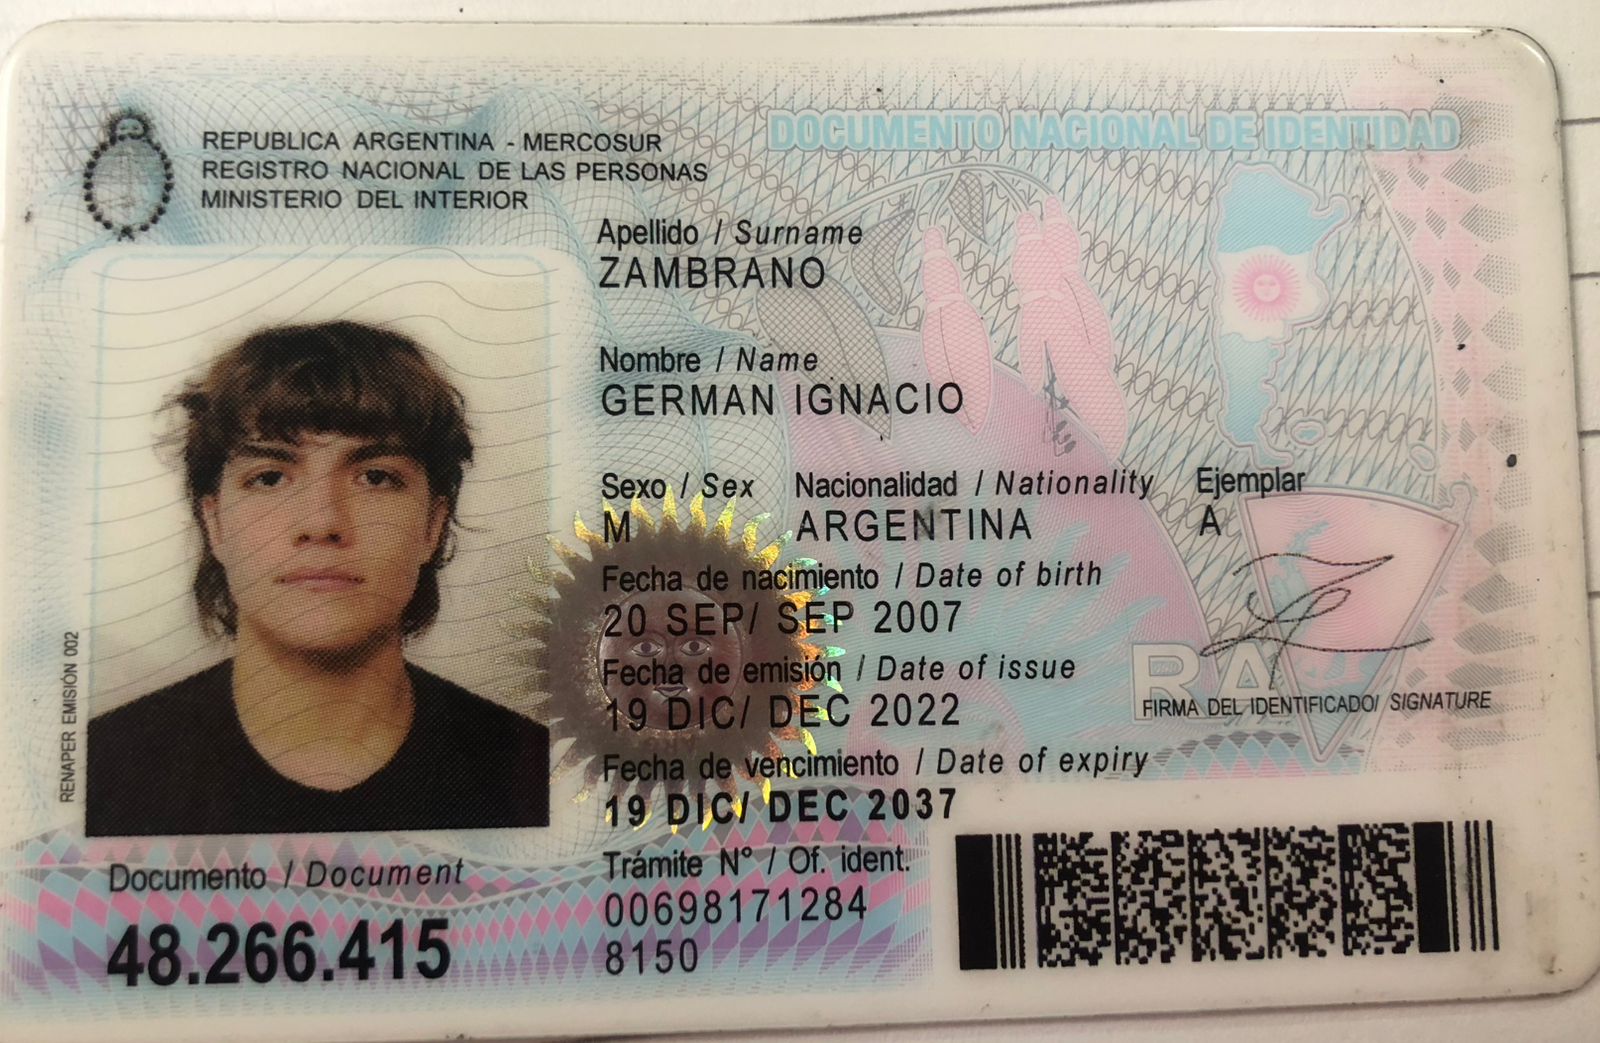 REPUBLICA ARGENTINA - MERCOSUR
REGISTRO NACIONAL DE LAS PERSONAS
MINISTERIO DEL INTERIOR
DOCUMENTO NACIONAL DE IDENTIDAD
Apellido / Surname
ZAMBRANO
Nombre / Name
GERMAN IGNACIO
Sexo / Sex Nacionalidad / Nationality Ejemplar
M ARGENTINA A
Fecha de nacimiento / Date of birth
20 SEP/ SEP 2007
Fecha de emisión / Date of issue
19 DIC/ DEC 2022
RA
FIRMA DEL IDENTIFICADO/ SIGNATURE
Fecha de vencimiento / Date of expiry
19 DIC/ DEC 2037
RENAPER EMISIÓN 002
Documento / Document
48.266.415
Trámite N° / Of. ident.
00698171284
8150